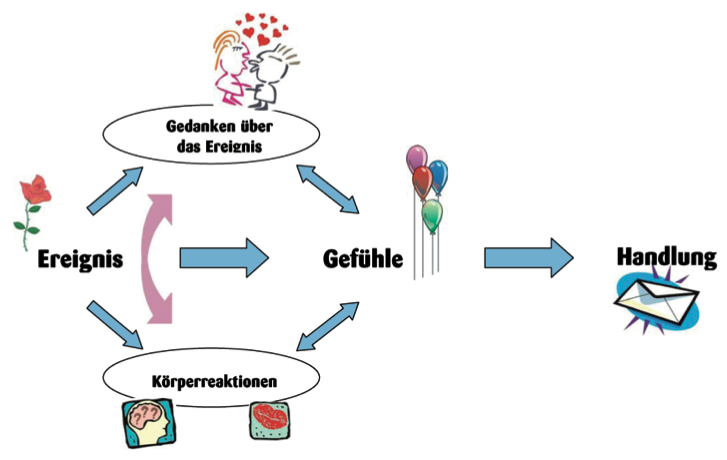 Gedanken über
das Ereignis
Ereignis
Gefühle
Handlung
Körperreaktionen
???